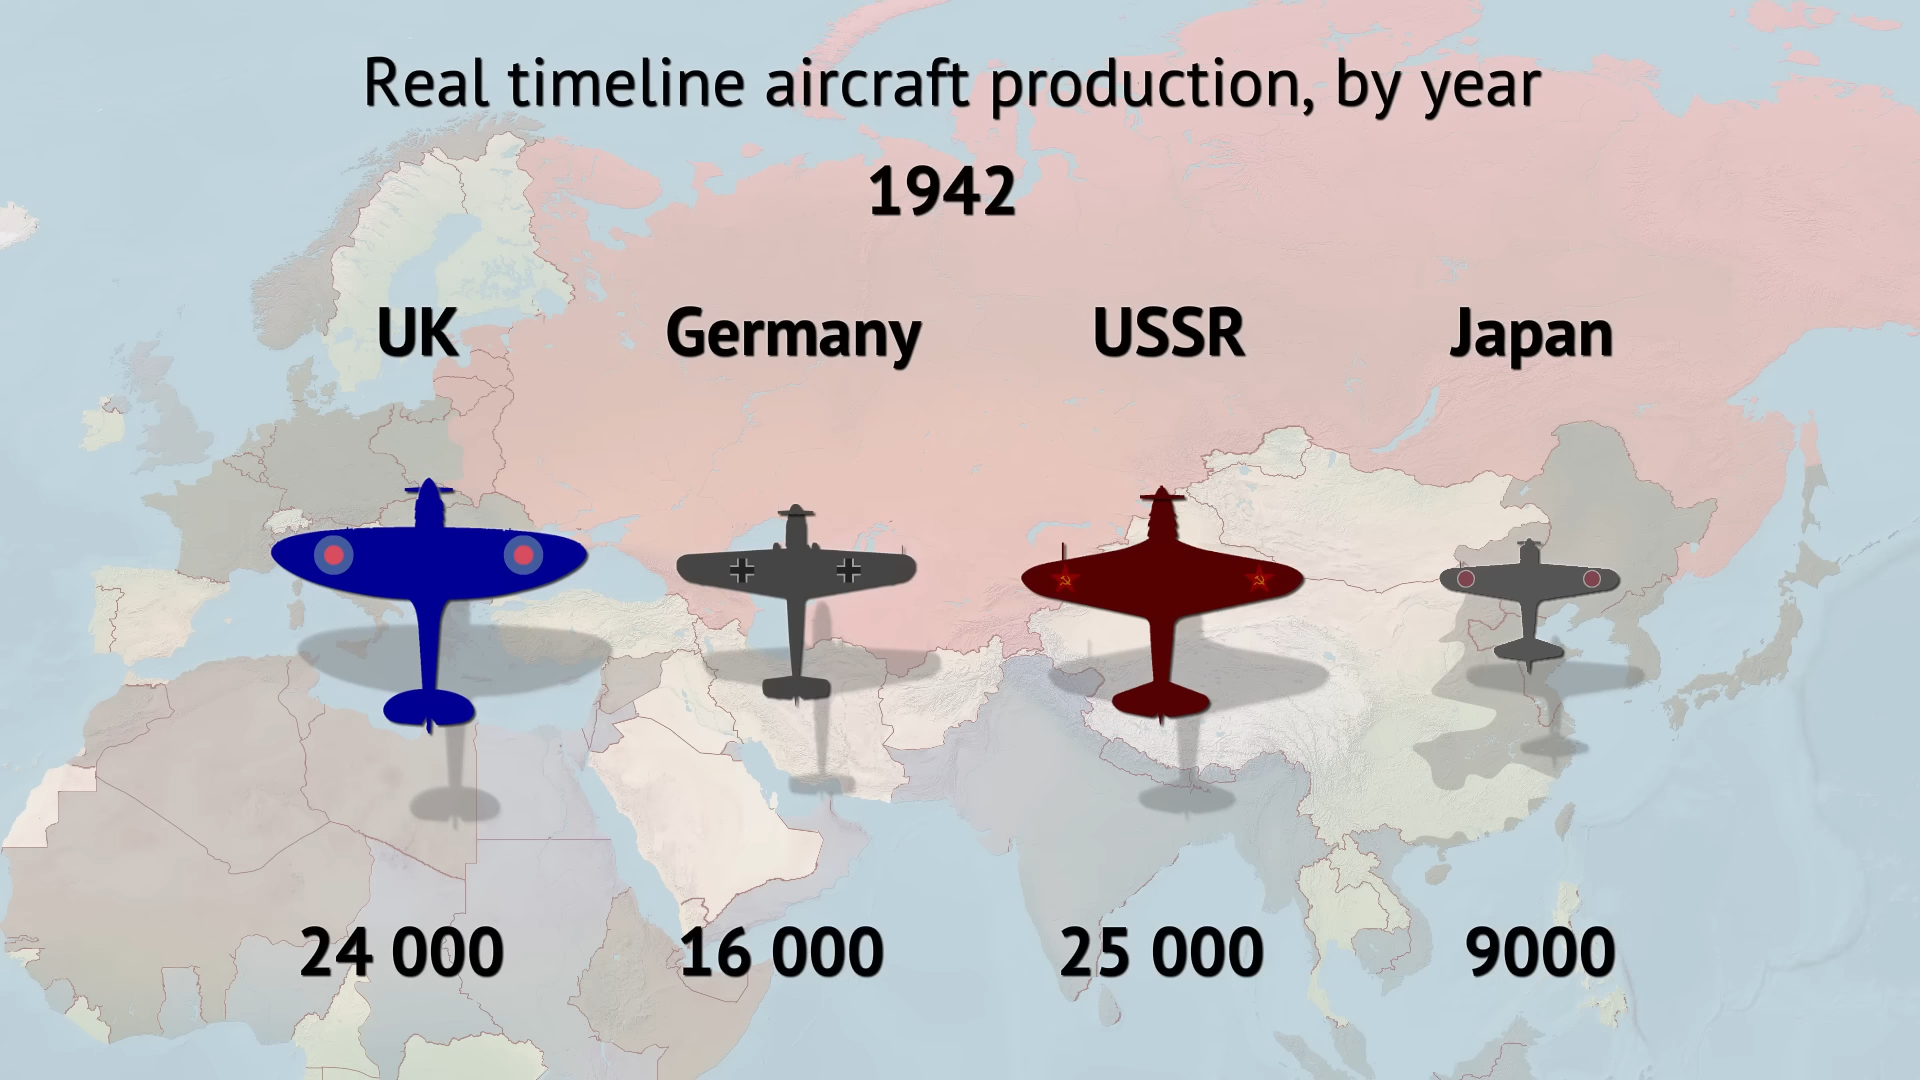 Real timeline aircraft production, by year
1942
UK Germany USSR Japan
24 000 16 000 25 000 9000